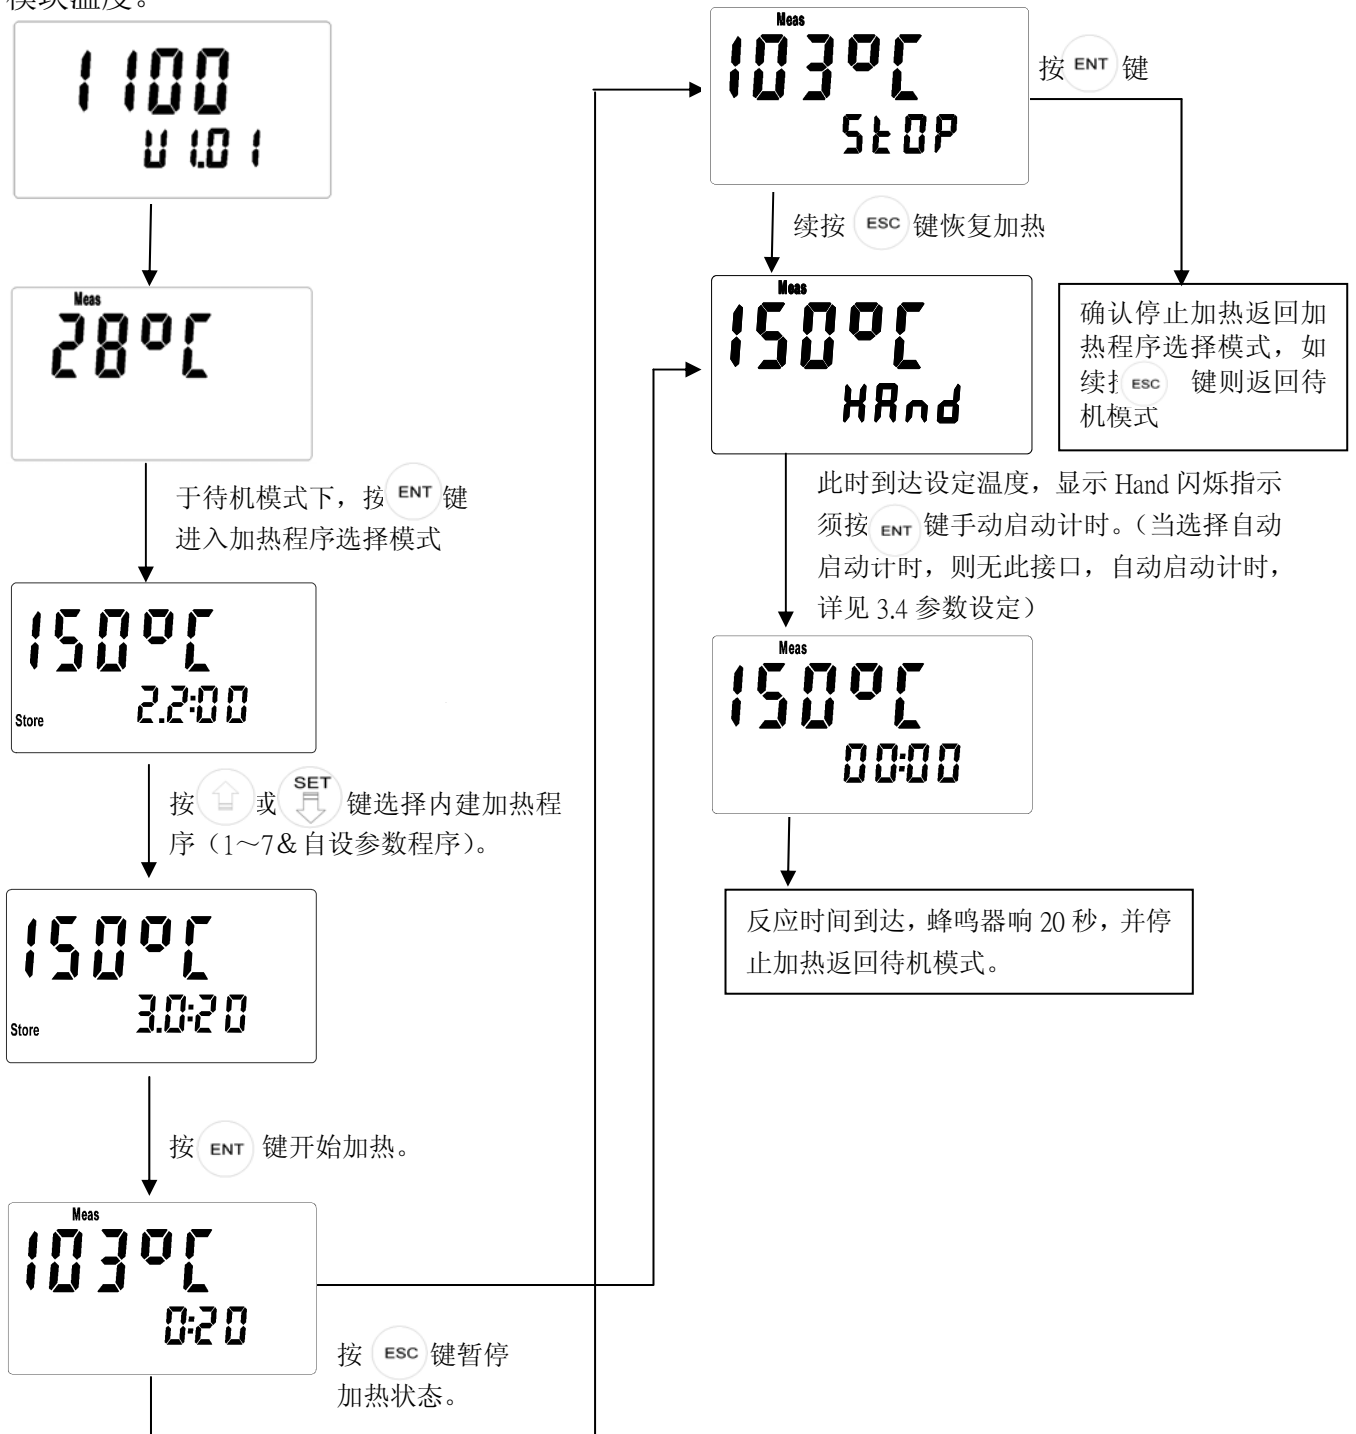 模块温度。
1100
V1.01
Meas
28℃
于待机模式下，按 ENT 键
进入加热程序选择模式
150℃
Store 2.2:00
按 或 SET 键选择内建加热程
序（1～7&自设参数程序）。
150℃
Store 3.0:20
按 ENT 键开始加热。
Meas
103℃
0:20
按 ESC 键暂停
加热状态。
Meas
103℃
StOP
按 ENT 键
续按 ESC 键恢复加热
确认停止加热返回加
热程序选择模式，如
续按 ESC 键则返回待
机模式
Meas
150℃
HAnd
此时到达设定温度，显示 Hand 闪烁指示
须按 ENT 键手动启动计时。（当选择自动
启动计时，则无此接口，自动启动计时，
详见 3.4 参数设定）
Meas
150℃
00:00
反应时间到达，蜂鸣器响 20 秒，并停
止加热返回待机模式。